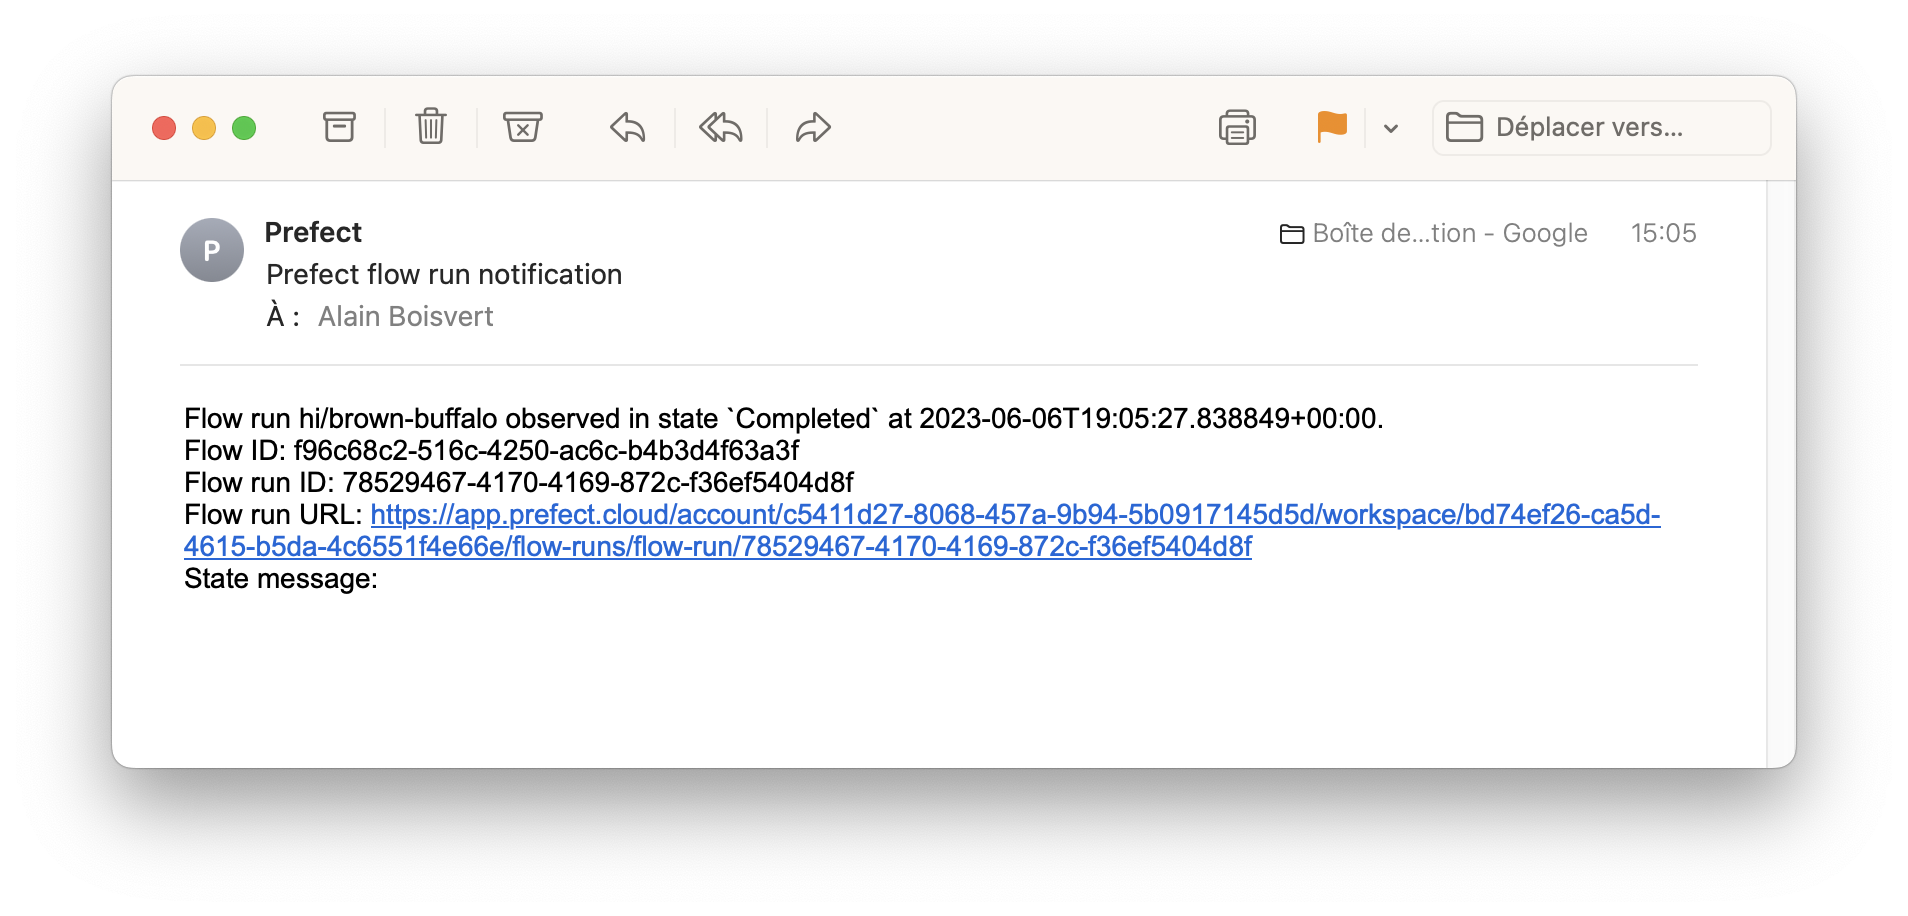 Déplacer vers...
P
Prefect
Boîte de...tion - Google
15:05
Prefect flow run notification
À : Alain Boisvert
Flow run hi/brown-buffalo observed in state `Completed` at 2023-06-06T19:05:27.838849+00:00.
Flow ID: f96c68c2-516c-4250-ac6c-b4b3d4f63a3f
Flow run ID: 78529467-4170-4169-872c-f36ef5404d8f
Flow run URL: https://app.prefect.cloud/account/c5411d27-8068-457a-9b94-5b0917145d5d/workspace/bd74ef26-ca5d-
4615-b5da-4c6551f4e66e/flow-runs/flow-run/78529467-4170-4169-872c-f36ef5404d8f
State message: